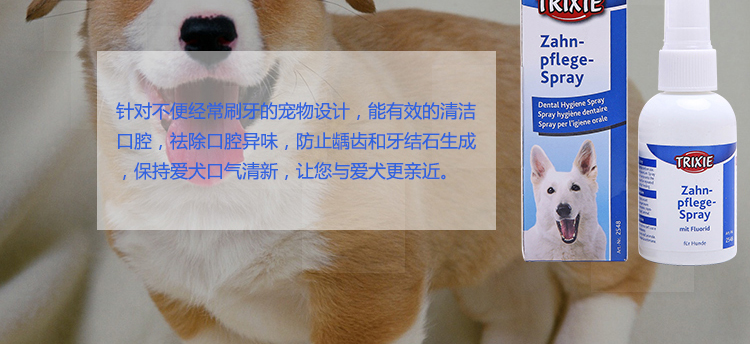 针对不便经常刷牙的宠物设计，能有效的清洁
口腔，祛除口腔异味，防止龋齿和牙结石生成
，保持爱犬口气清新，让您与爱犬更亲近。
TRIXIE
Zahn-
pflege-
Spray
Dental Hygiene Spray
Spray hygiène dentaire
Spray per l'igiene orale
Art.-Nr. 2548
TRIXIE
Zahn-
pflege-
Spray
mit Fluorid
für Hunde